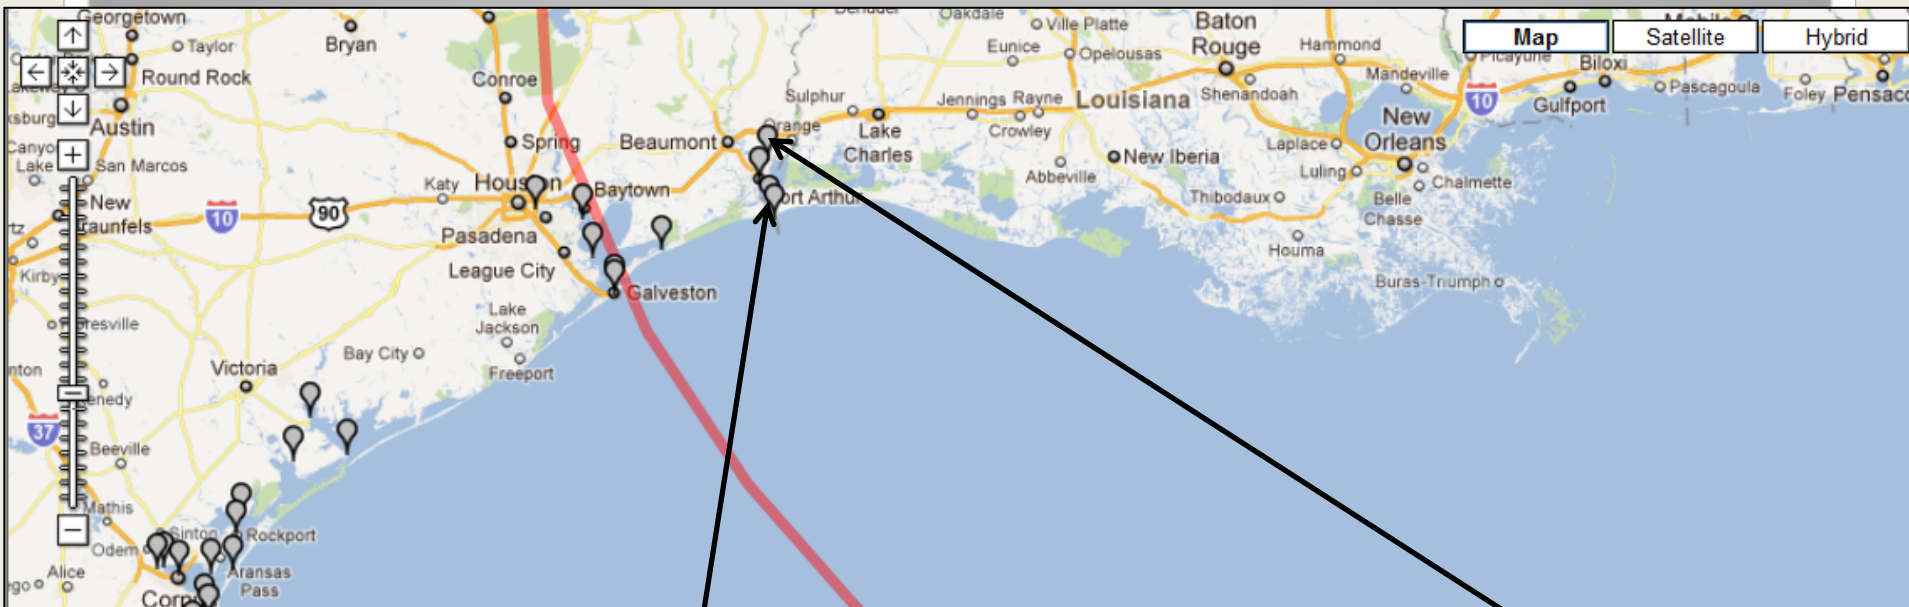 Georgetown
Taylor
Round Rock
Austin
San Marcos
New
Kirby
Victoria
Beeville
Mathis
Sinton
Odem
Alice
Rockport
Aransas
Pass
37
10
90
Bryan
Conroe
Spring
Katy
Houston
Baytown
Pasadena
League City
Galveston
Lake
Jackson
Bay City
Freeport
Beaumont
Orange
Port Arthur
Sulphur
Lake
Charles
Oakdale
Ville Platte
Eunice
Opelousas
Jennings
Rayne
Crowley
Louisiana
Abbeville
New Iberia
Baton
Rouge
Hammond
Shenandoah
Mandeville
New
Orleans
Laplace
Luling
Chalmette
Belle
Chasse
Thibodaux
Houma
Buras-Triumph
Map
Satellite
Hybrid
Picayune
Biloxi
10
Gulfport
Pascagoula
Foley